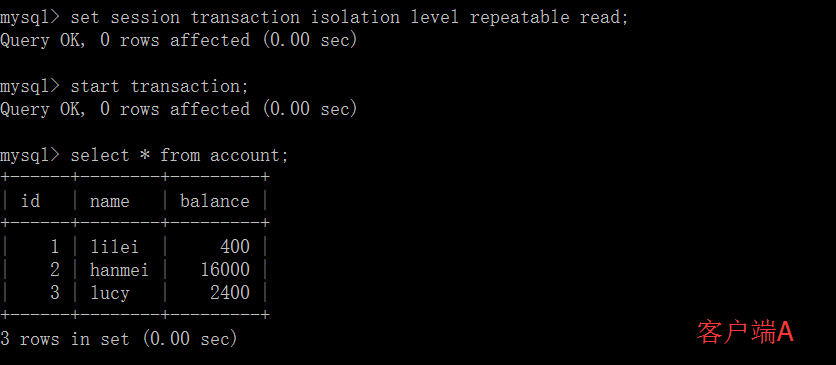 mysql> set session transaction isolation level repeatable read;
Query OK, 0 rows affected (0.00 sec)
mysql> start transaction;
Query OK, 0 rows affected (0.00 sec)
mysql> select * from account;
+------+--------+---------+
| id   | name   | balance |
+------+--------+---------+
|    1 | lilei  |     400 |
|    2 | hanmei |   16000 |
|    3 | lucy   |    2400 |
+------+--------+---------+
3 rows in set (0.00 sec)
客户端A